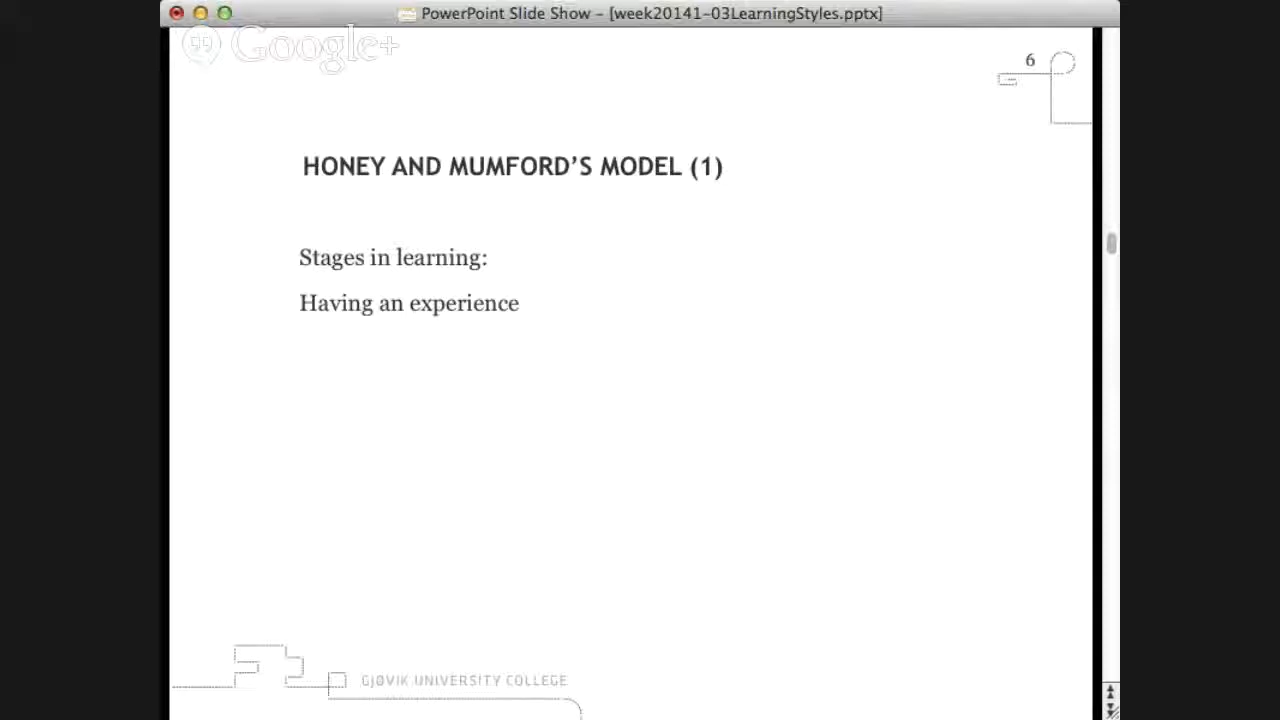 PowerPoint Slide Show – [week20141-03LearningStyles.pptx]
Google+
6
HONEY AND MUMFORD’S MODEL (1)
Stages in learning:
Having an experience
GJØVIK UNIVERSITY COLLEGE